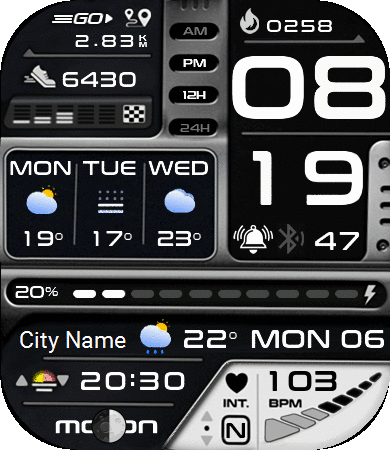 GO
2.83 KM
6430
AM
PM
12H
24H
0258
08
19
47
MON TUE WED
19° 17° 23°
20%
City Name 22° MON 06
20:30
moon
INT.
N
103
BPM